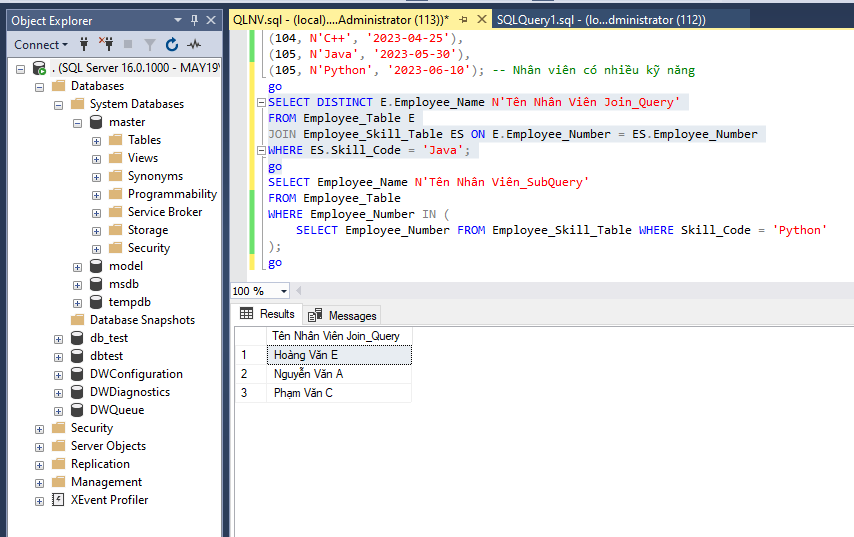 Object Explorer
Connect
. (SQL Server 16.0.1000 - MAY19\
Databases
System Databases
master
Tables
Views
Synonyms
Programmability
Service Broker
Storage
Security
model
msdb
tempdb
Database Snapshots
db_test
dbtest
DWConfiguration
DWDiagnostics
DWQueue
Security
Server Objects
Replication
Management
XEvent Profiler
QLNV.sql - (local)....Administrator (113))*
SQLQuery1.sql - (lo...dministrator (112))
(104, N'C++', '2023-04-25'),
(105, N'Java', '2023-05-30'),
(105, N'Python', '2023-06-10'); -- Nhân viên có nhiều kỹ năng
go
SELECT DISTINCT E.Employee_Name N'Tên Nhân Viên Join_Query'
FROM Employee_Table E
JOIN Employee_Skill_Table ES ON E.Employee_Number = ES.Employee_Number
WHERE ES.Skill_Code = 'Java';
go
SELECT Employee_Name N'Tên Nhân Viên_SubQuery'
FROM Employee_Table
WHERE Employee_Number IN (
SELECT Employee_Number FROM Employee_Skill_Table WHERE Skill_Code = 'Python'
);
go
100 %
Results
Messages
Tên Nhân Viên Join_Query
1 Hoàng Văn E
2 Nguyễn Văn A
3 Phạm Văn C